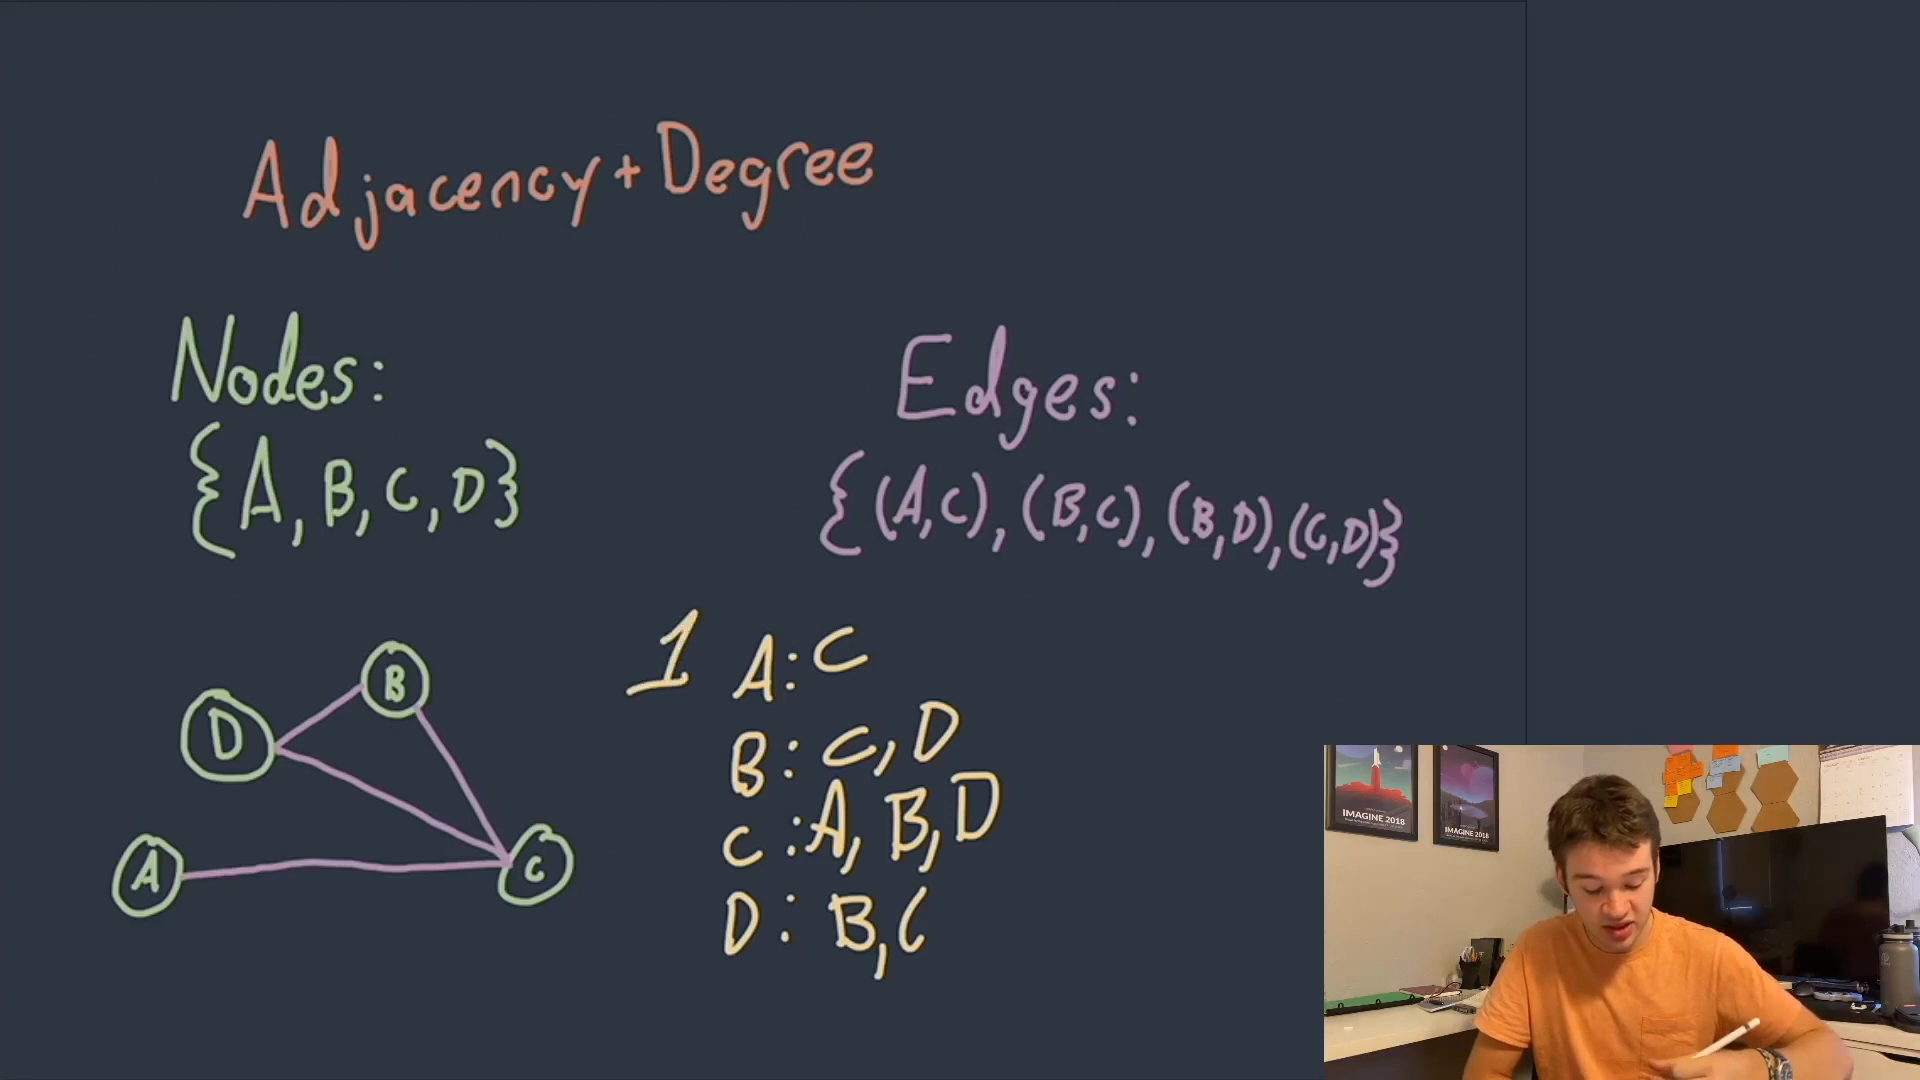 Adjacency + Degree
Nodes:
{A, B, C, D}
Edges:
{(A,C), (B,C), (B,D), (C,D)}
B
D
A
C
1 A: C
B: C, D
C: A, B, D
D: B, C
IMAGINE 2018
IMAGINE 2018